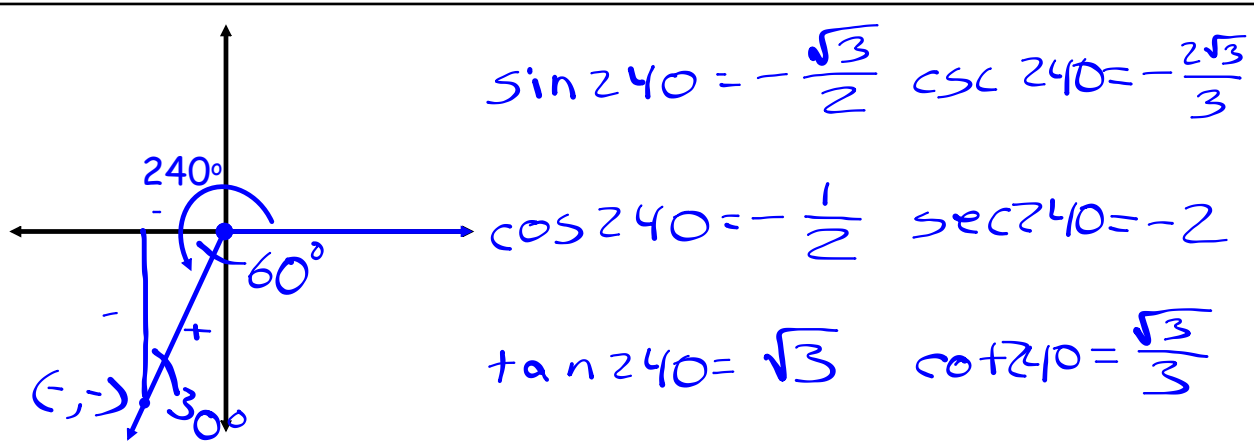 sin 240 = - √3/2 csc 240 = - 2√3/3
240°
-
cos 240 = - 1/2 sec 240 = -2
60°
-
+
tan 240 = √3 cot 240 = √3/3
(-,-)
30°